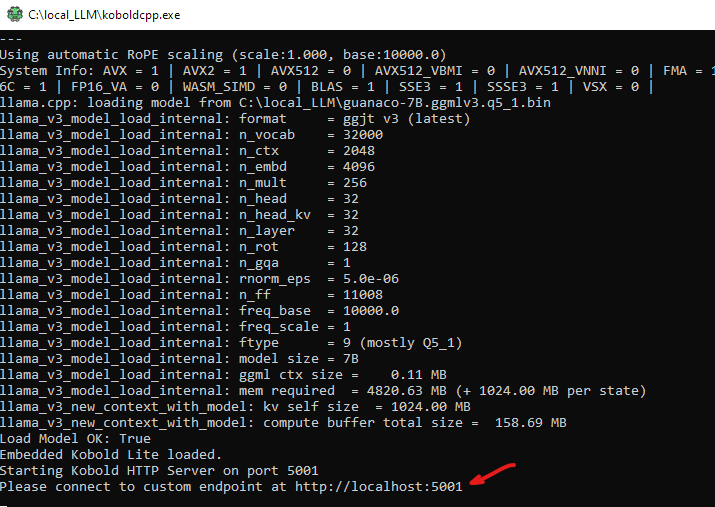 C:\local_LLM\koboldcpp.exe
---
Using automatic RoPE scaling (scale:1.000, base:10000.0)
System Info: AVX = 1 | AVX2 = 1 | AVX512 = 0 | AVX512_VBMI = 0 | AVX512_VNNI = 0 | FMA = 1
6C = 1 | FP16_VA = 0 | WASM_SIMD = 0 | BLAS = 1 | SSE3 = 1 | SSSE3 = 1 | VSX = 0 |
llama.cpp: loading model from C:\local_LLM\guanaco-7B.ggmlv3.q5_1.bin
llama_v3_model_load_internal: format     = ggjt v3 (latest)
llama_v3_model_load_internal: n_vocab    = 32000
llama_v3_model_load_internal: n_ctx      = 2048
llama_v3_model_load_internal: n_embd     = 4096
llama_v3_model_load_internal: n_mult     = 256
llama_v3_model_load_internal: n_head     = 32
llama_v3_model_load_internal: n_head_kv  = 32
llama_v3_model_load_internal: n_layer    = 32
llama_v3_model_load_internal: n_rot      = 128
llama_v3_model_load_internal: n_gqa      = 1
llama_v3_model_load_internal: rnorm_eps  = 5.0e-06
llama_v3_model_load_internal: n_ff       = 11008
llama_v3_model_load_internal: freq_base  = 10000.0
llama_v3_model_load_internal: freq_scale = 1
llama_v3_model_load_internal: ftype      = 9 (mostly Q5_1)
llama_v3_model_load_internal: model size = 7B
llama_v3_model_load_internal: ggml ctx size =    0.11 MB
llama_v3_model_load_internal: mem required  = 4820.63 MB (+ 1024.00 MB per state)
llama_v3_new_context_with_model: kv self size  = 1024.00 MB
llama_v3_new_context_with_model: compute buffer total size =  158.69 MB
Load Model OK: True
Embedded Kobold Lite loaded.
Starting Kobold HTTP Server on port 5001
Please connect to custom endpoint at http://localhost:5001